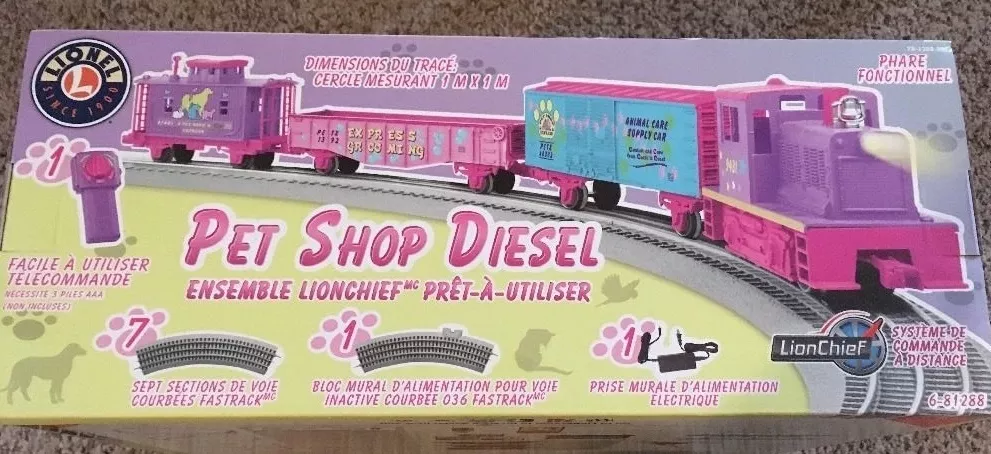 LIONEL
L
SINCE 1900
DIMENSIONS DU TRACÉ:
CERCLE MESURANT 1 M X 1 M
PHARE
FONCTIONNEL
EXPRESS
GROOMING
ANIMAL CARE
SUPPLY CAR
1
FACILE À UTILISER
TÉLÉCOMMANDE
NÉCESSITE 3 PILES AAA
(NON INCLUSES)
PET SHOP DIESEL
ENSEMBLE LIONCHIEF MC PRÊT-À-UTILISER
7
SEPT SECTIONS DE VOIE
COURBÉES FASTRACK MC
1
BLOC MURAL D'ALIMENTATION POUR VOIE
INACTIVE COURBÉE 036 FASTRACK MC
1
PRISE MURALE D'ALIMENTATION
ÉLECTRIQUE
LionChief
SYSTÈME DE
COMMANDE
À DISTANCE
6-81288